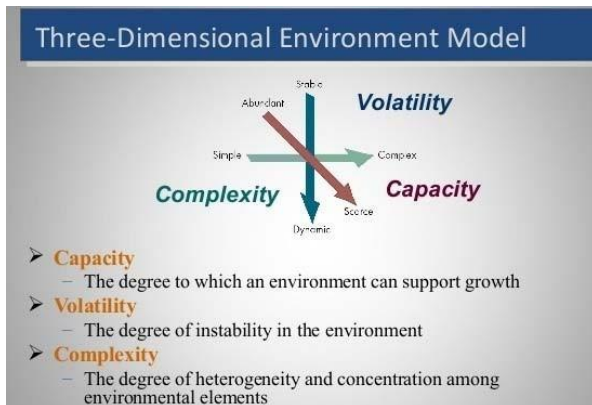 Three-Dimensional Environment Model
Stable
Volatility
Abundant
Simple
Complex
Complexity
Capacity
Scarce
Dynamic
➢ Capacity
– The degree to which an environment can support growth
➢ Volatility
– The degree of instability in the environment
➢ Complexity
– The degree of heterogeneity and concentration among
environmental elements